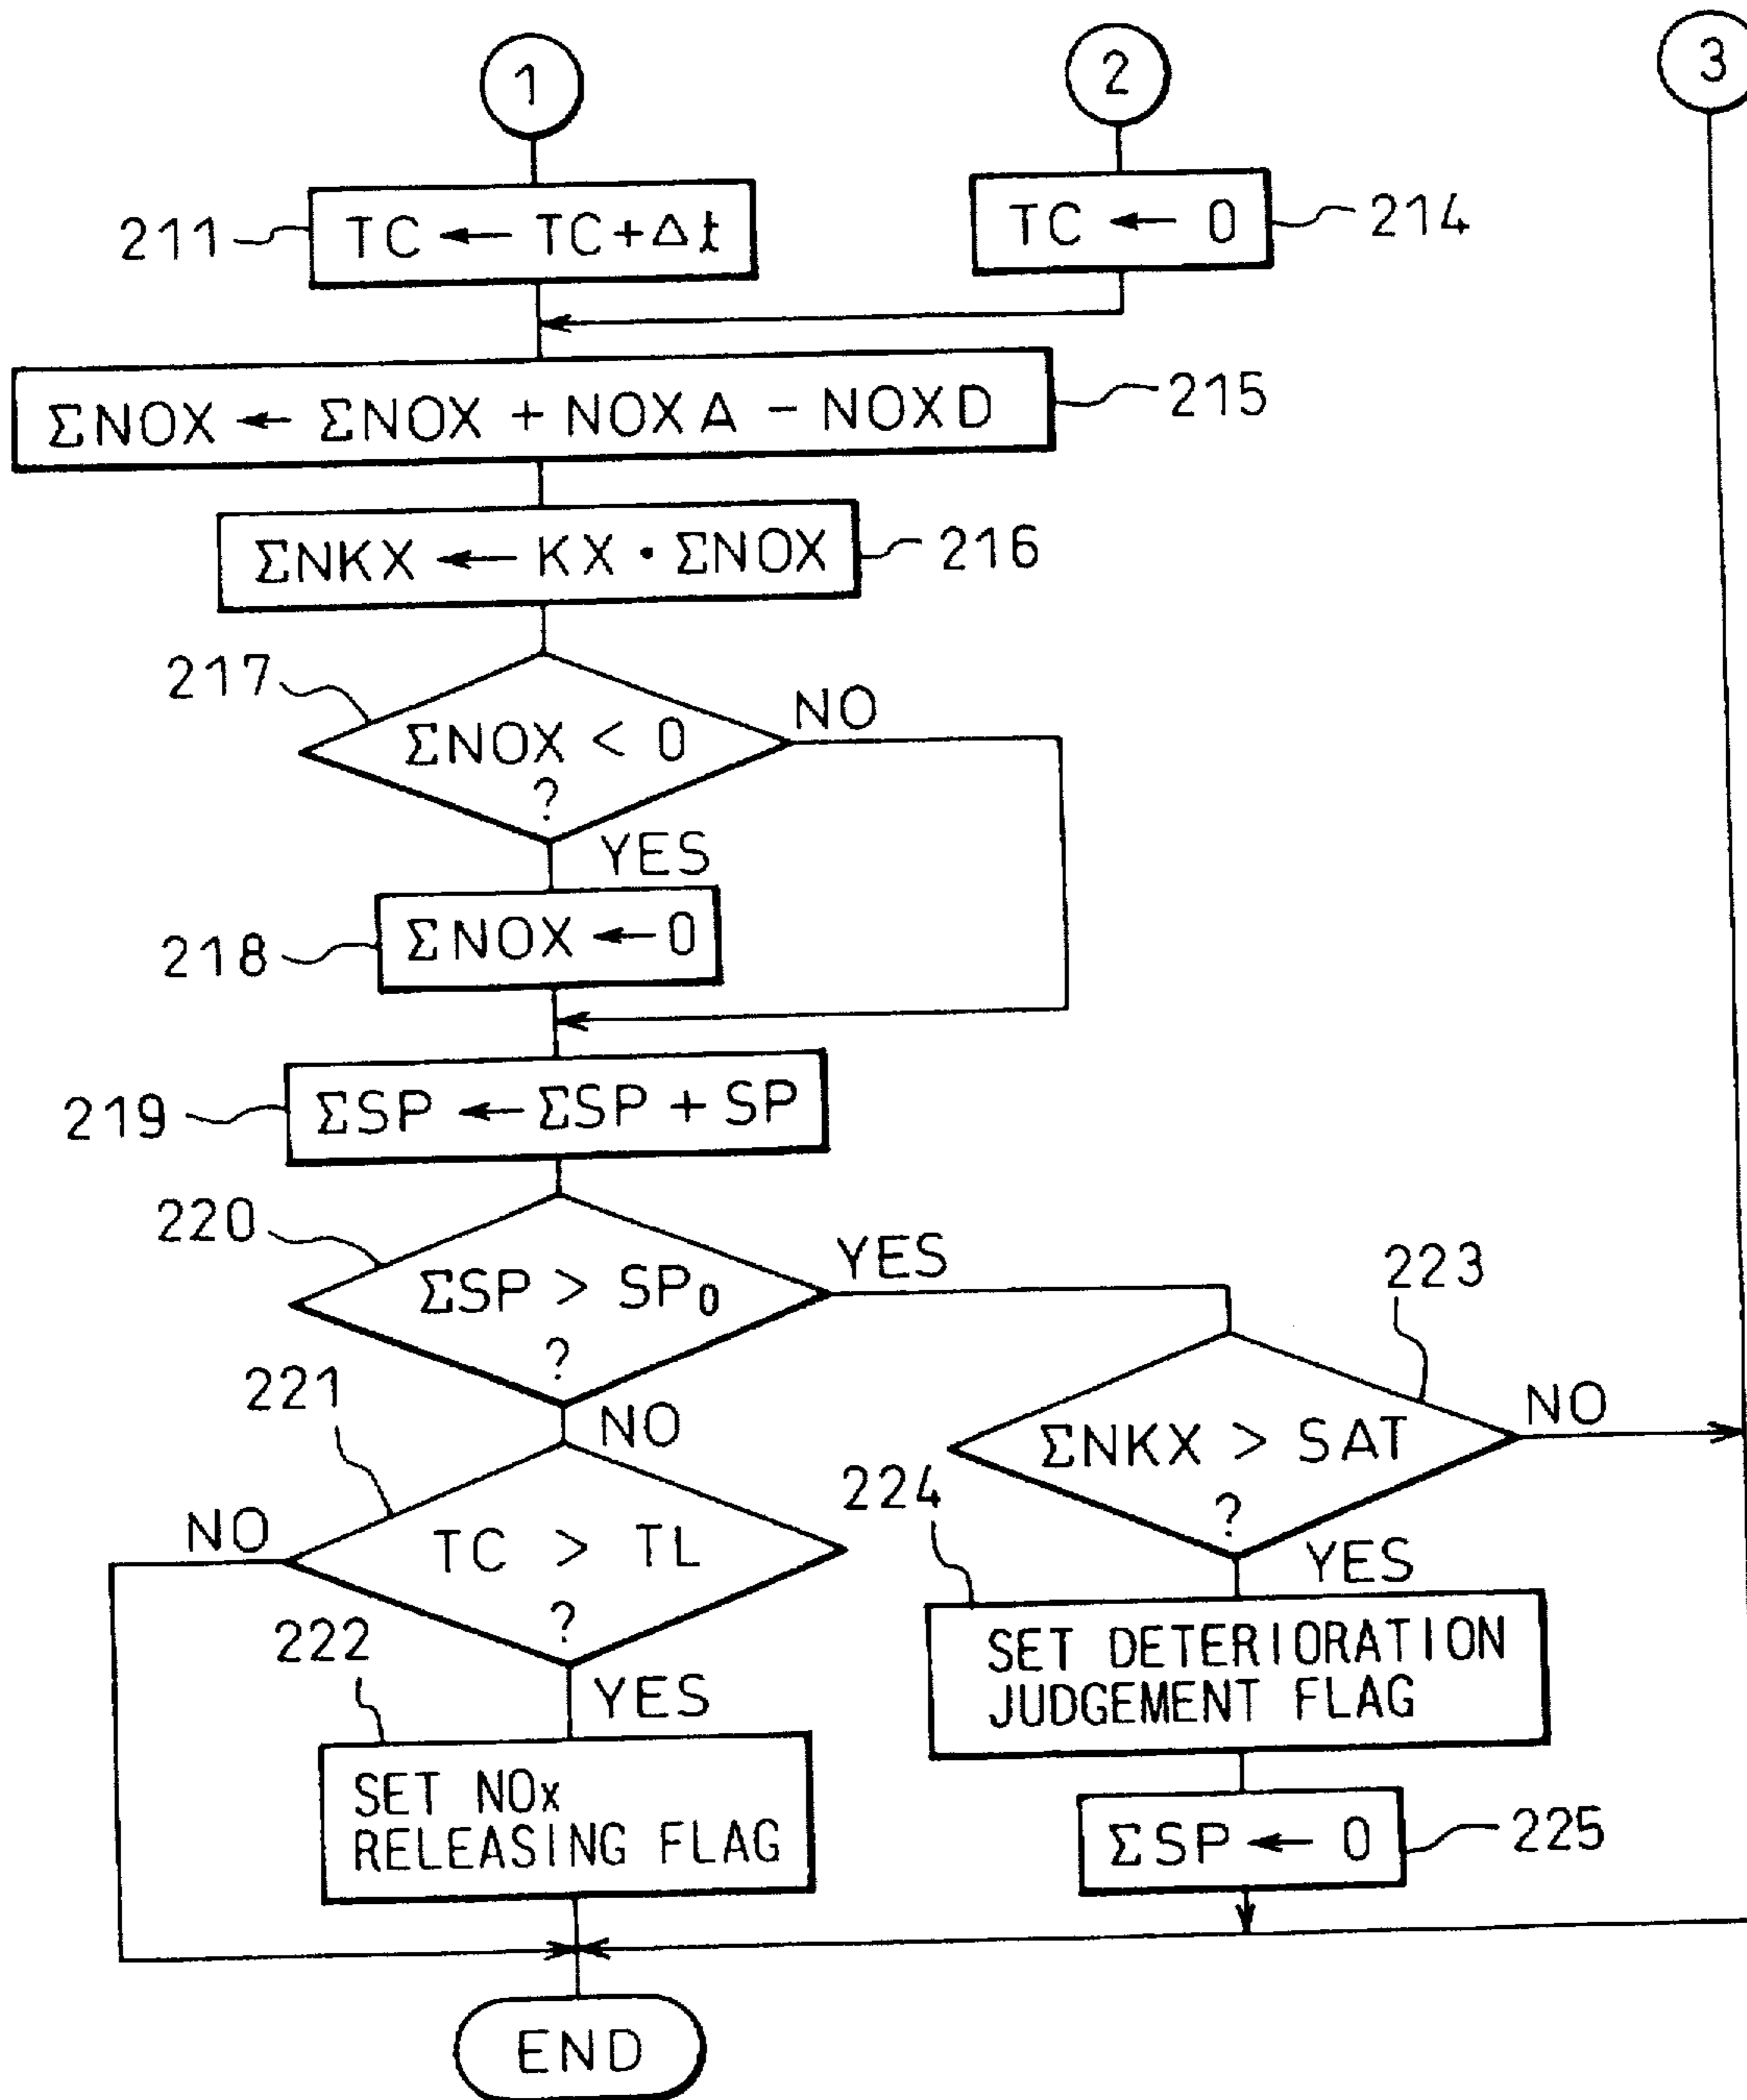 1
2
3
211
TC ← TC+Δt
TC ← 0
214
ΣNOX ← ΣNOX + NOXA - NOXD
215
ΣNKX ← KX · ΣNOX
216
217
ΣNOX < 0
?
NO
YES
218
ΣNOX ← 0
219
ΣSP ← ΣSP + SP
220
ΣSP > SP₀
?
YES
NO
223
ΣNKX > SAT
?
NO
YES
221
TC > TL
?
NO
YES
224
SET DETERIORATION
JUDGEMENT FLAG
222
SET NOx
RELEASING FLAG
ΣSP ← 0
225
END